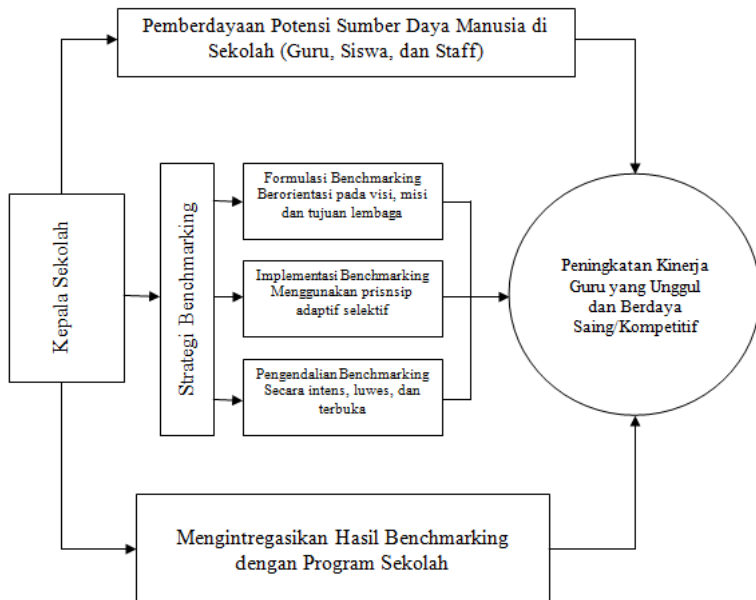 Pemberdayaan Potensi Sumber Daya Manusia di
Sekolah (Guru, Siswa, dan Staff)
Kepala Sekolah
Strategi Benchmarking
Formulasi Benchmarking
Berorientasi pada visi, misi
dan tujuan lembaga
Implementasi Benchmarking
Menggunakan prisnsip
adaptif selektif
Pengendalian Benchmarking
Secara intens, luwes, dan
terbuka
Peningkatan Kinerja
Guru yang Unggul
dan Berdaya
Saing/Kompetitif
Mengintregasikan Hasil Benchmarking
dengan Program Sekolah